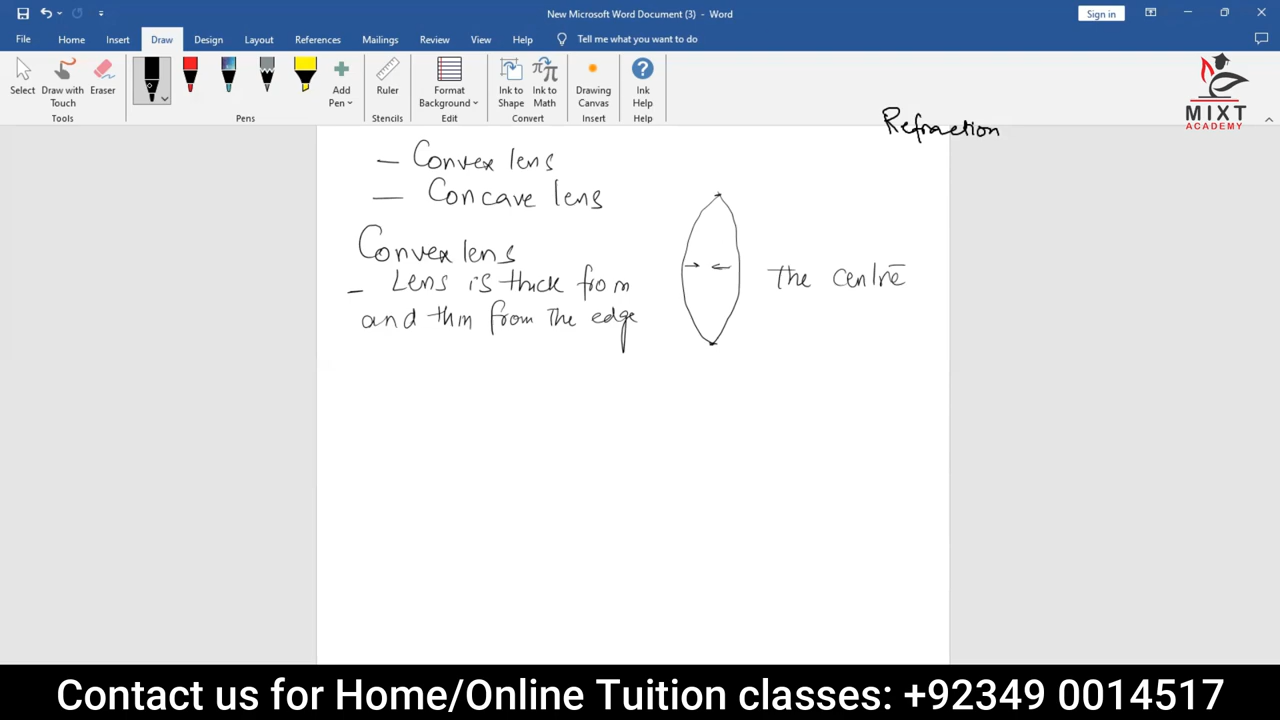 New Microsoft Word Document (3) - Word
Sign in
File Home Insert Draw Design Layout References Mailings Review View Help Tell me what you want to do
Select
Draw with Touch
Eraser
Add Pen
Ruler
Format Background
Ink to Shape
Ink to Math
Drawing Canvas
Ink Help
Tools
Pens
Stencils
Edit
Convert
Insert
Help
MIXT
ACADEMY
Refraction
— Convex lens
— Concave lens
Convex lens
- Lens is thick from the centre
and thin from the edge
Contact us for Home/Online Tuition classes: +92349 0014517